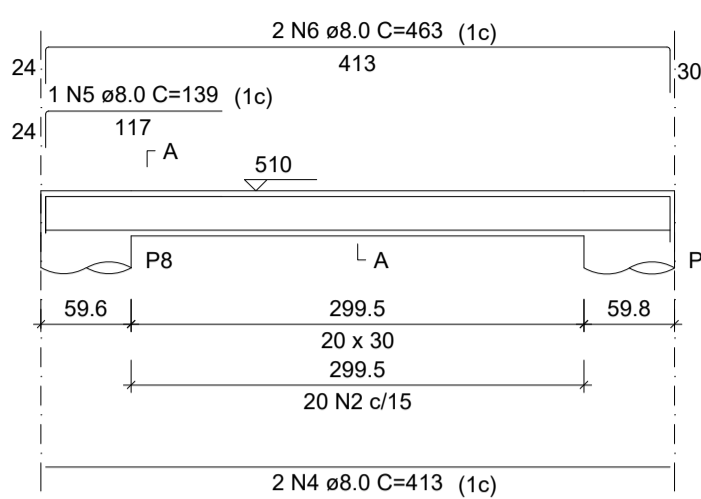 2 N6 ø8.0 C=463 (1c)
24
413
30
1 N5 ø8.0 C=139 (1c)
24
117
A
510
P8
A
P
59.6
299.5
59.8
20 x 30
299.5
20 N2 c/15
2 N4 ø8.0 C=413 (1c)